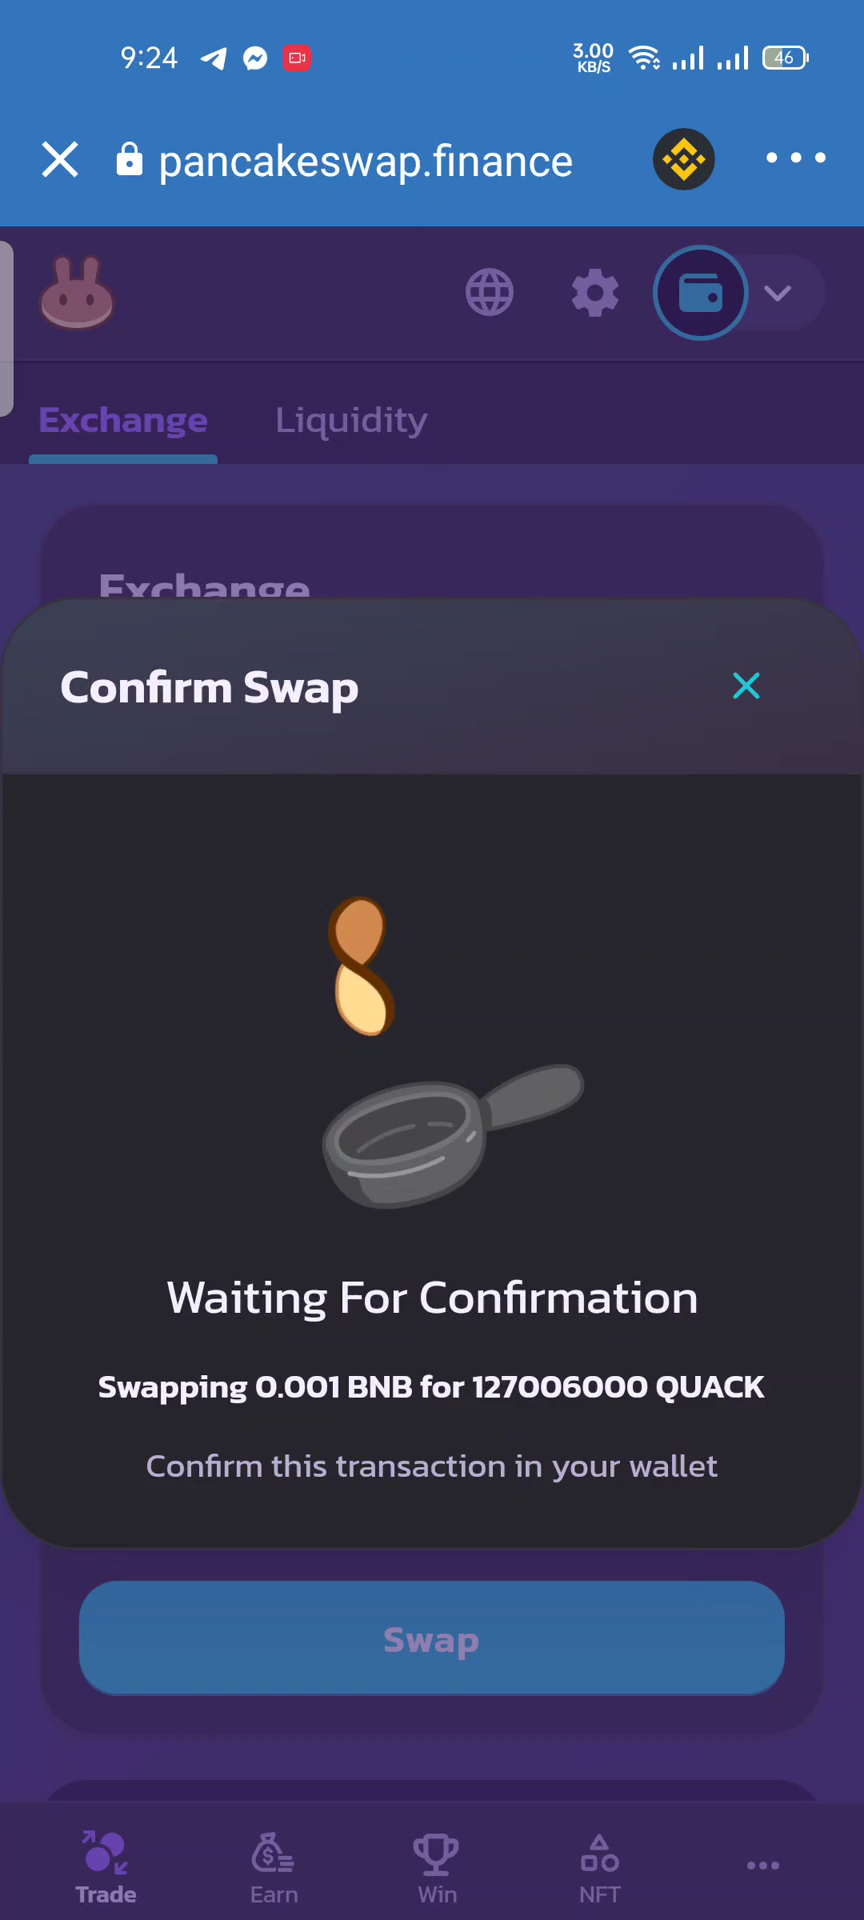 9:24
3.00
KB/S
46
pancakeswap.finance
Exchange
Liquidity
Exchange
Confirm Swap
Waiting For Confirmation
Swapping 0.001 BNB for 127006000 QUACK
Confirm this transaction in your wallet
Swap
Trade
Earn
Win
NFT